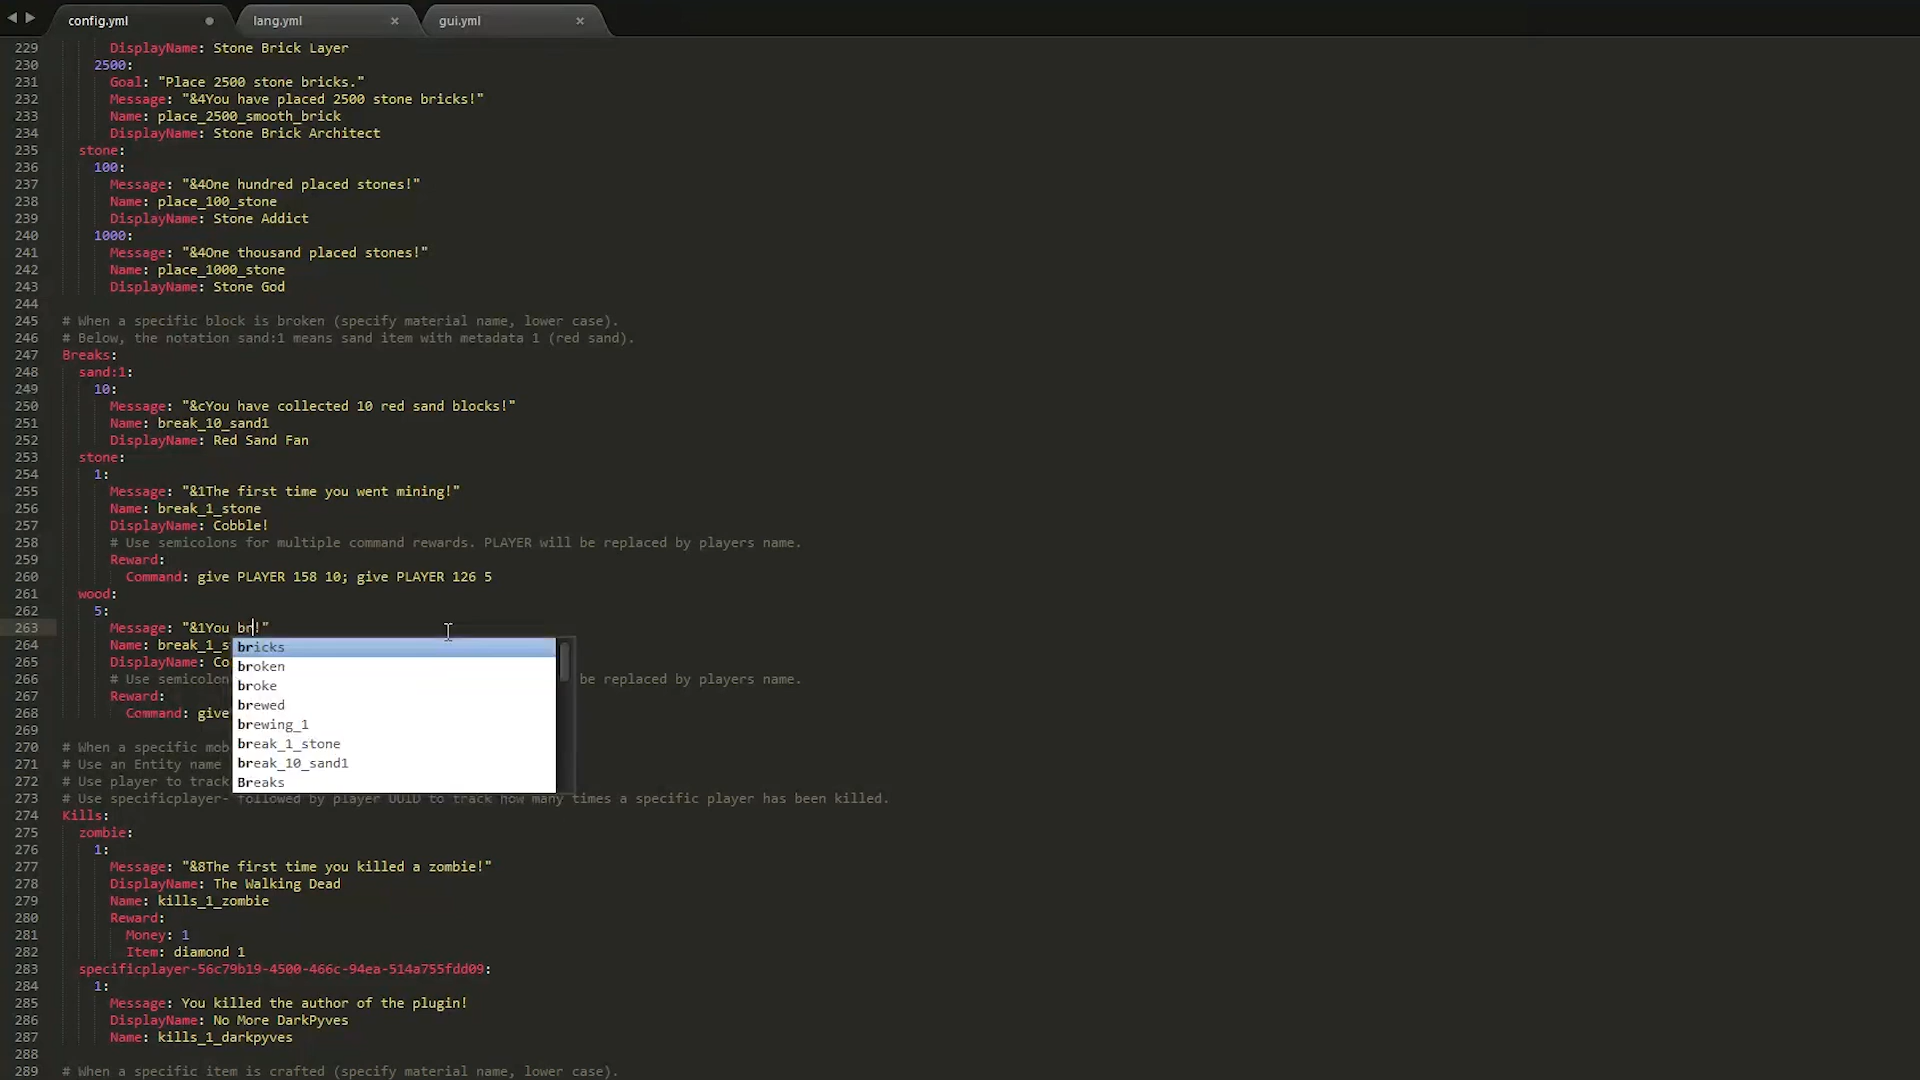 config.yml
lang.yml ×
gui.yml ×
229 DisplayName: Stone Brick Layer
230 2500:
231 Goal: "Place 2500 stone bricks."
232 Message: "&4You have placed 2500 stone bricks!"
233 Name: place_2500_smooth_brick
234 DisplayName: Stone Brick Architect
235 stone:
236 100:
237 Message: "&4One hundred placed stones!"
238 Name: place_100_stone
239 DisplayName: Stone Addict
240 1000:
241 Message: "&4One thousand placed stones!"
242 Name: place_1000_stone
243 DisplayName: Stone God
244
245 # When a specific block is broken (specify material name, lower case).
246 # Below, the notation sand:1 means sand item with metadata 1 (red sand).
247 Breaks:
248 sand:1:
249 10:
250 Message: "&cYou have collected 10 red sand blocks!"
251 Name: break_10_sand1
252 DisplayName: Red Sand Fan
253 stone:
254 1:
255 Message: "&1The first time you went mining!"
256 Name: break_1_stone
257 DisplayName: Cobble!
258 # Use semicolons for multiple command rewards. PLAYER will be replaced by players name.
259 Reward:
260 Command: give PLAYER 158 10; give PLAYER 126 5
261 wood:
262 5:
263 Message: "&1You br!"
264 Name: break_1_s
265 DisplayName: Co
266 # Use semicolon be replaced by players name.
267 Reward:
268 Command: give
bricks
broken
broke
brewed
brewing_1
break_1_stone
break_10_sand1
Breaks
269
270 # When a specific mob
271 # Use an Entity name
272 # Use player to track
273 # Use specificplayer- followed by player UUID to track how many times a specific player has been killed.
274 Kills:
275 zombie:
276 1:
277 Message: "&8The first time you killed a zombie!"
278 DisplayName: The Walking Dead
279 Name: kills_1_zombie
280 Reward:
281 Money: 1
282 Item: diamond 1
283 specificplayer-56c79b19-4500-466c-94ea-514a755fdd09:
284 1:
285 Message: You killed the author of the plugin!
286 DisplayName: No More DarkPyves
287 Name: kills_1_darkpyves
288
289 # When a specific item is crafted (specify material name, lower case).